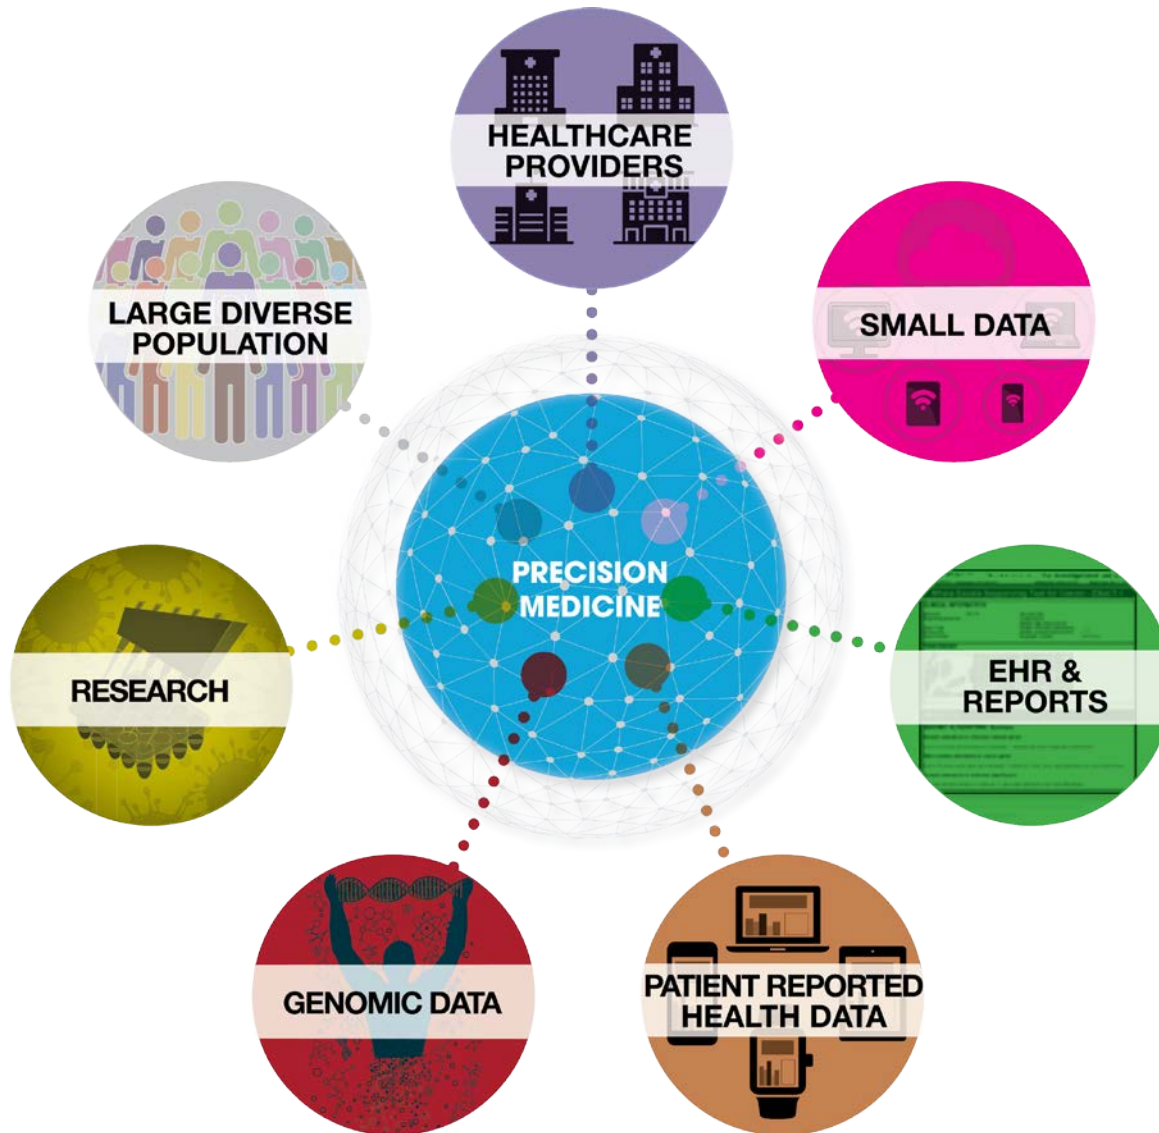 HEALTHCARE
PROVIDERS
LARGE DIVERSE
POPULATION
SMALL DATA
PRECISION
MEDICINE
RESEARCH
EHR &
REPORTS
GENOMIC DATA
PATIENT REPORTED
HEALTH DATA